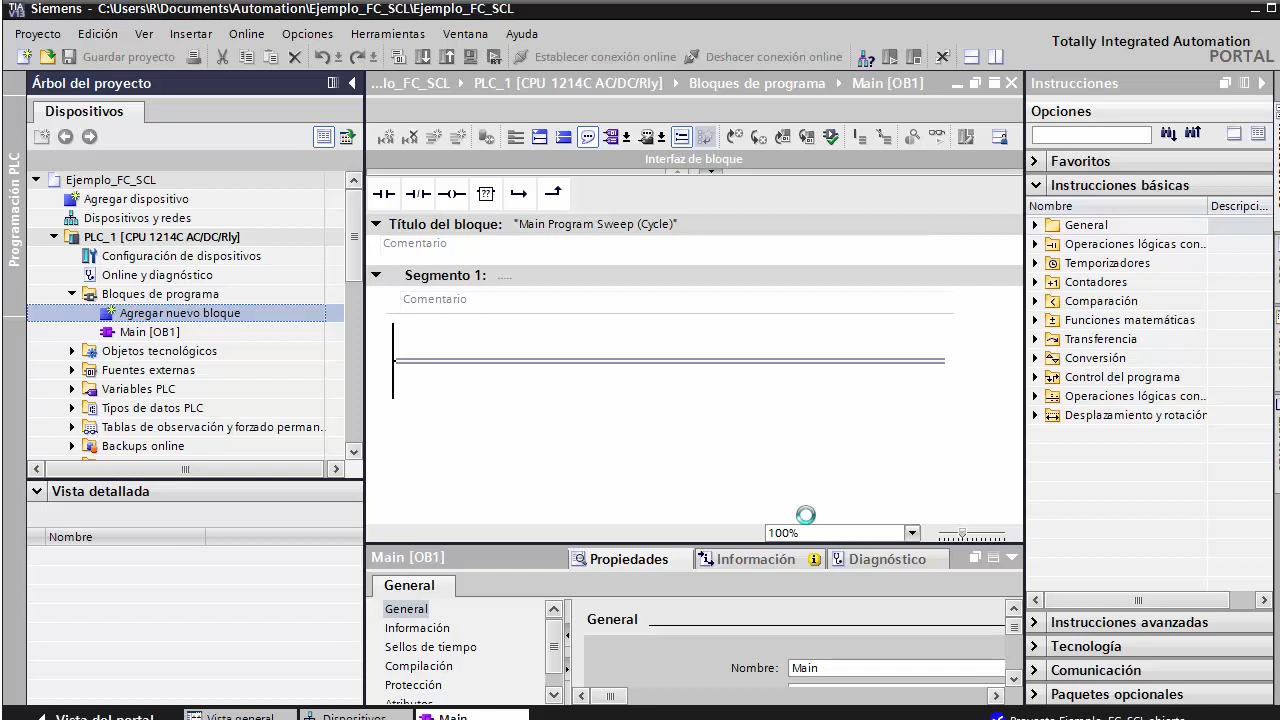 TIA V13 Siemens - C:\Users\R\Documents\Automation\Ejemplo_FC_SCL\Ejemplo_FC_SCL
Proyecto Edición Ver Insertar Online Opciones Herramientas Ventana Ayuda
Guardar proyecto Establecer conexión online Deshacer conexión online
Totally Integrated Automation
PORTAL
Programación PLC
Árbol del proyecto
Dispositivos
Ejemplo_FC_SCL
Agregar dispositivo
Dispositivos y redes
PLC_1 [CPU 1214C AC/DC/Rly]
Configuración de dispositivos
Online y diagnóstico
Bloques de programa
Agregar nuevo bloque
Main [OB1]
Objetos tecnológicos
Fuentes externas
Variables PLC
Tipos de datos PLC
Tablas de observación y forzado perman..
Backups online
Vista detallada
Nombre
...lo_FC_SCL PLC_1 [CPU 1214C AC/DC/Rly] Bloques de programa Main [OB1]
Interfaz de bloque
??
Título del bloque: "Main Program Sweep (Cycle)"
Comentario
Segmento 1: .....
Comentario
100%
Main [OB1]
Propiedades Información Diagnóstico
General
General
Información
Sellos de tiempo
Compilación
Protección
Atributos
General
Nombre: Main
Instrucciones
Opciones
Favoritos
Instrucciones básicas
Nombre Descripci...
General
Operaciones lógicas con..
Temporizadores
Contadores
Comparación
Funciones matemáticas
Transferencia
Conversión
Control del programa
Operaciones lógicas con..
Desplazamiento y rotación
Instrucciones avanzadas
Tecnología
Comunicación
Paquetes opcionales
Vista del portal Vista general Dispositivos Main Proyecto Ejemplo_FC_SCL abierto